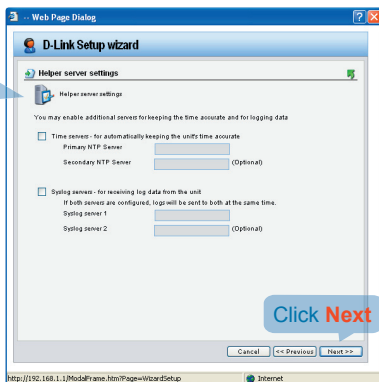 -- Web Page Dialog
D-Link Setup wizard
Helper server settings
Helper server settings
You may enable additional servers for keeping the time accurate and for logging data
Time servers - for automatically keeping the unit's time accurate
Primary NTP Server
Secondary NTP Server (Optional)
Syslog servers - for receiving log data from the unit
If both servers are configured, logs will be sent to both at the same time.
Syslog server 1
Syslog server 2 (Optional)
Click Next
Cancel << Previous Next >>
http://192.168.1.1/ModalFrame.htm?Page=WizardSetup Internet